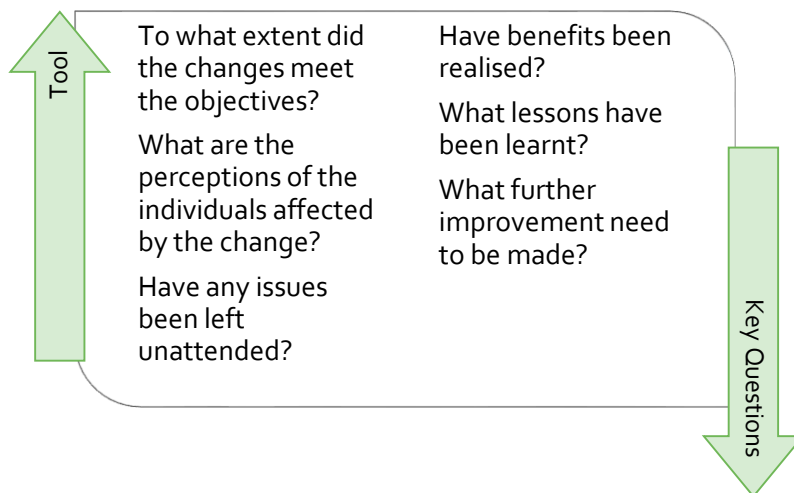 Tool
To what extent did
the changes meet
the objectives?
What are the
perceptions of the
individuals affected
by the change?
Have any issues
been left
unattended?
Have benefits been
realised?
What lessons have
been learnt?
What further
improvement need
to be made?
Key Questions